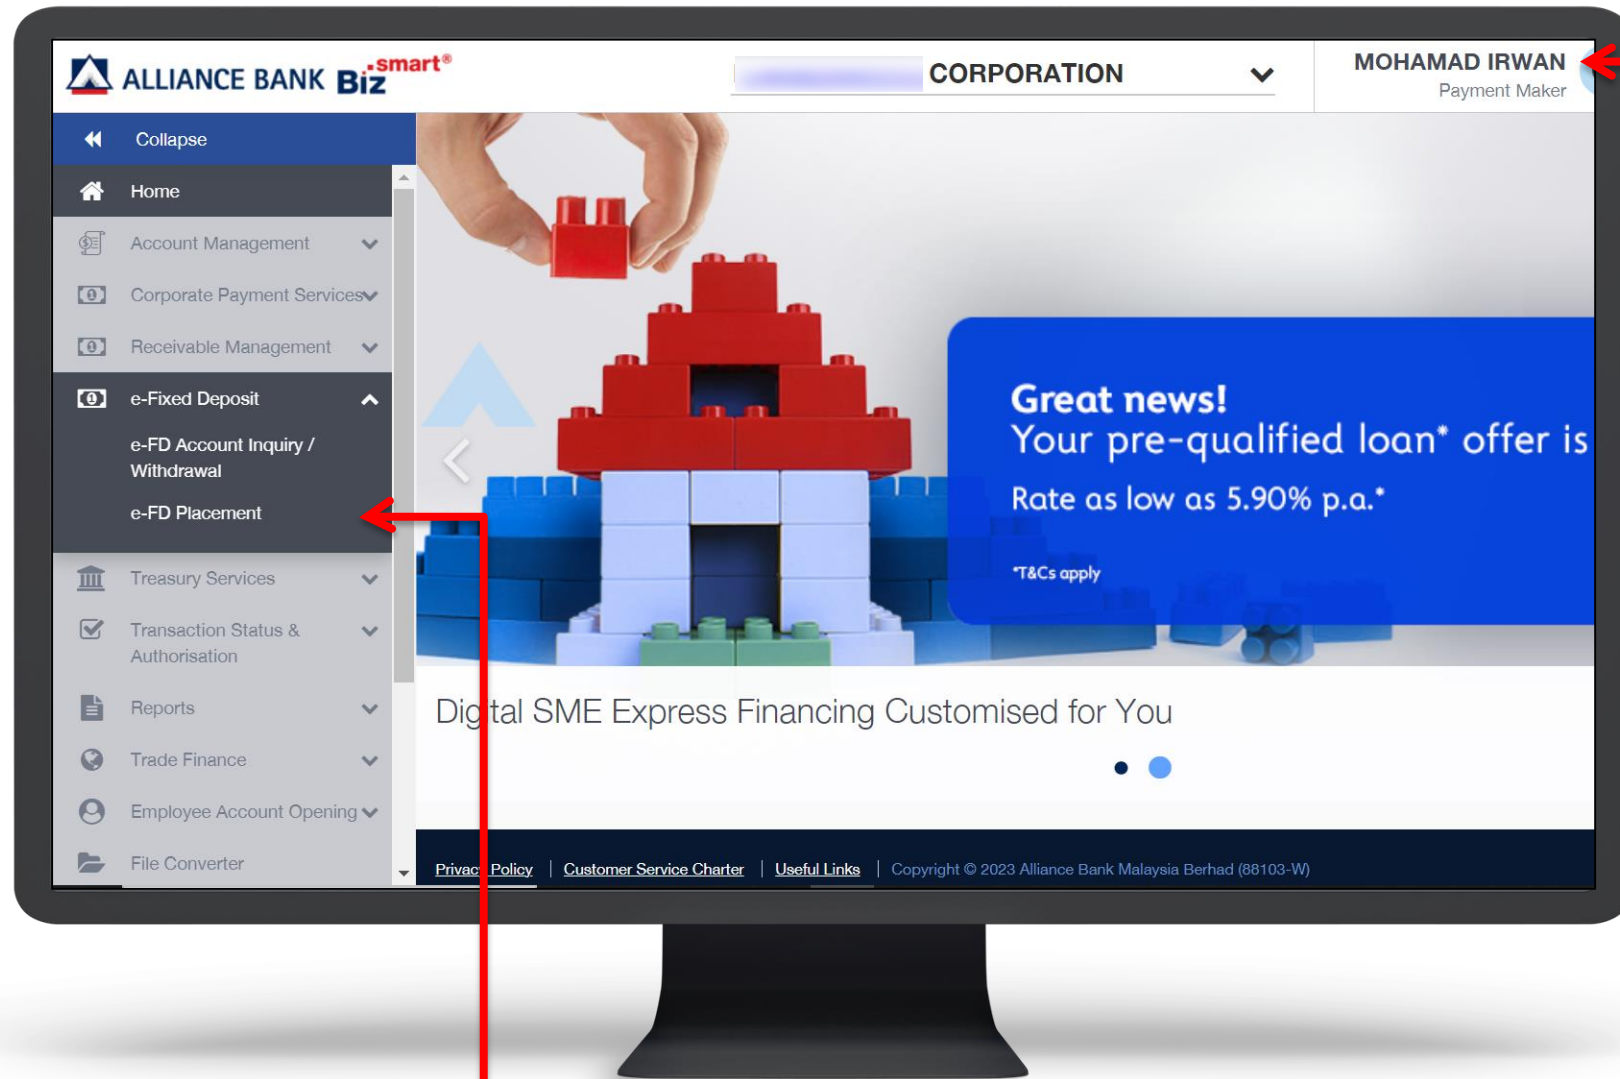 ALLIANCE BANK Biz.smart®
CORPORATION
MOHAMAD IRWAN
Payment Maker
Collapse
Home
Account Management
Corporate Payment Services
Receivable Management
e-Fixed Deposit
e-FD Account Inquiry /
Withdrawal
e-FD Placement
Treasury Services
Transaction Status &
Authorisation
Reports
Trade Finance
Employee Account Opening
File Converter
Great news!
Your pre-qualified loan* offer is
Rate as low as 5.90% p.a.*
*T&Cs apply
Digital SME Express Financing Customised for You
Privacy Policy | Customer Service Charter | Useful Links | Copyright © 2023 Alliance Bank Malaysia Berhad (88103-W)